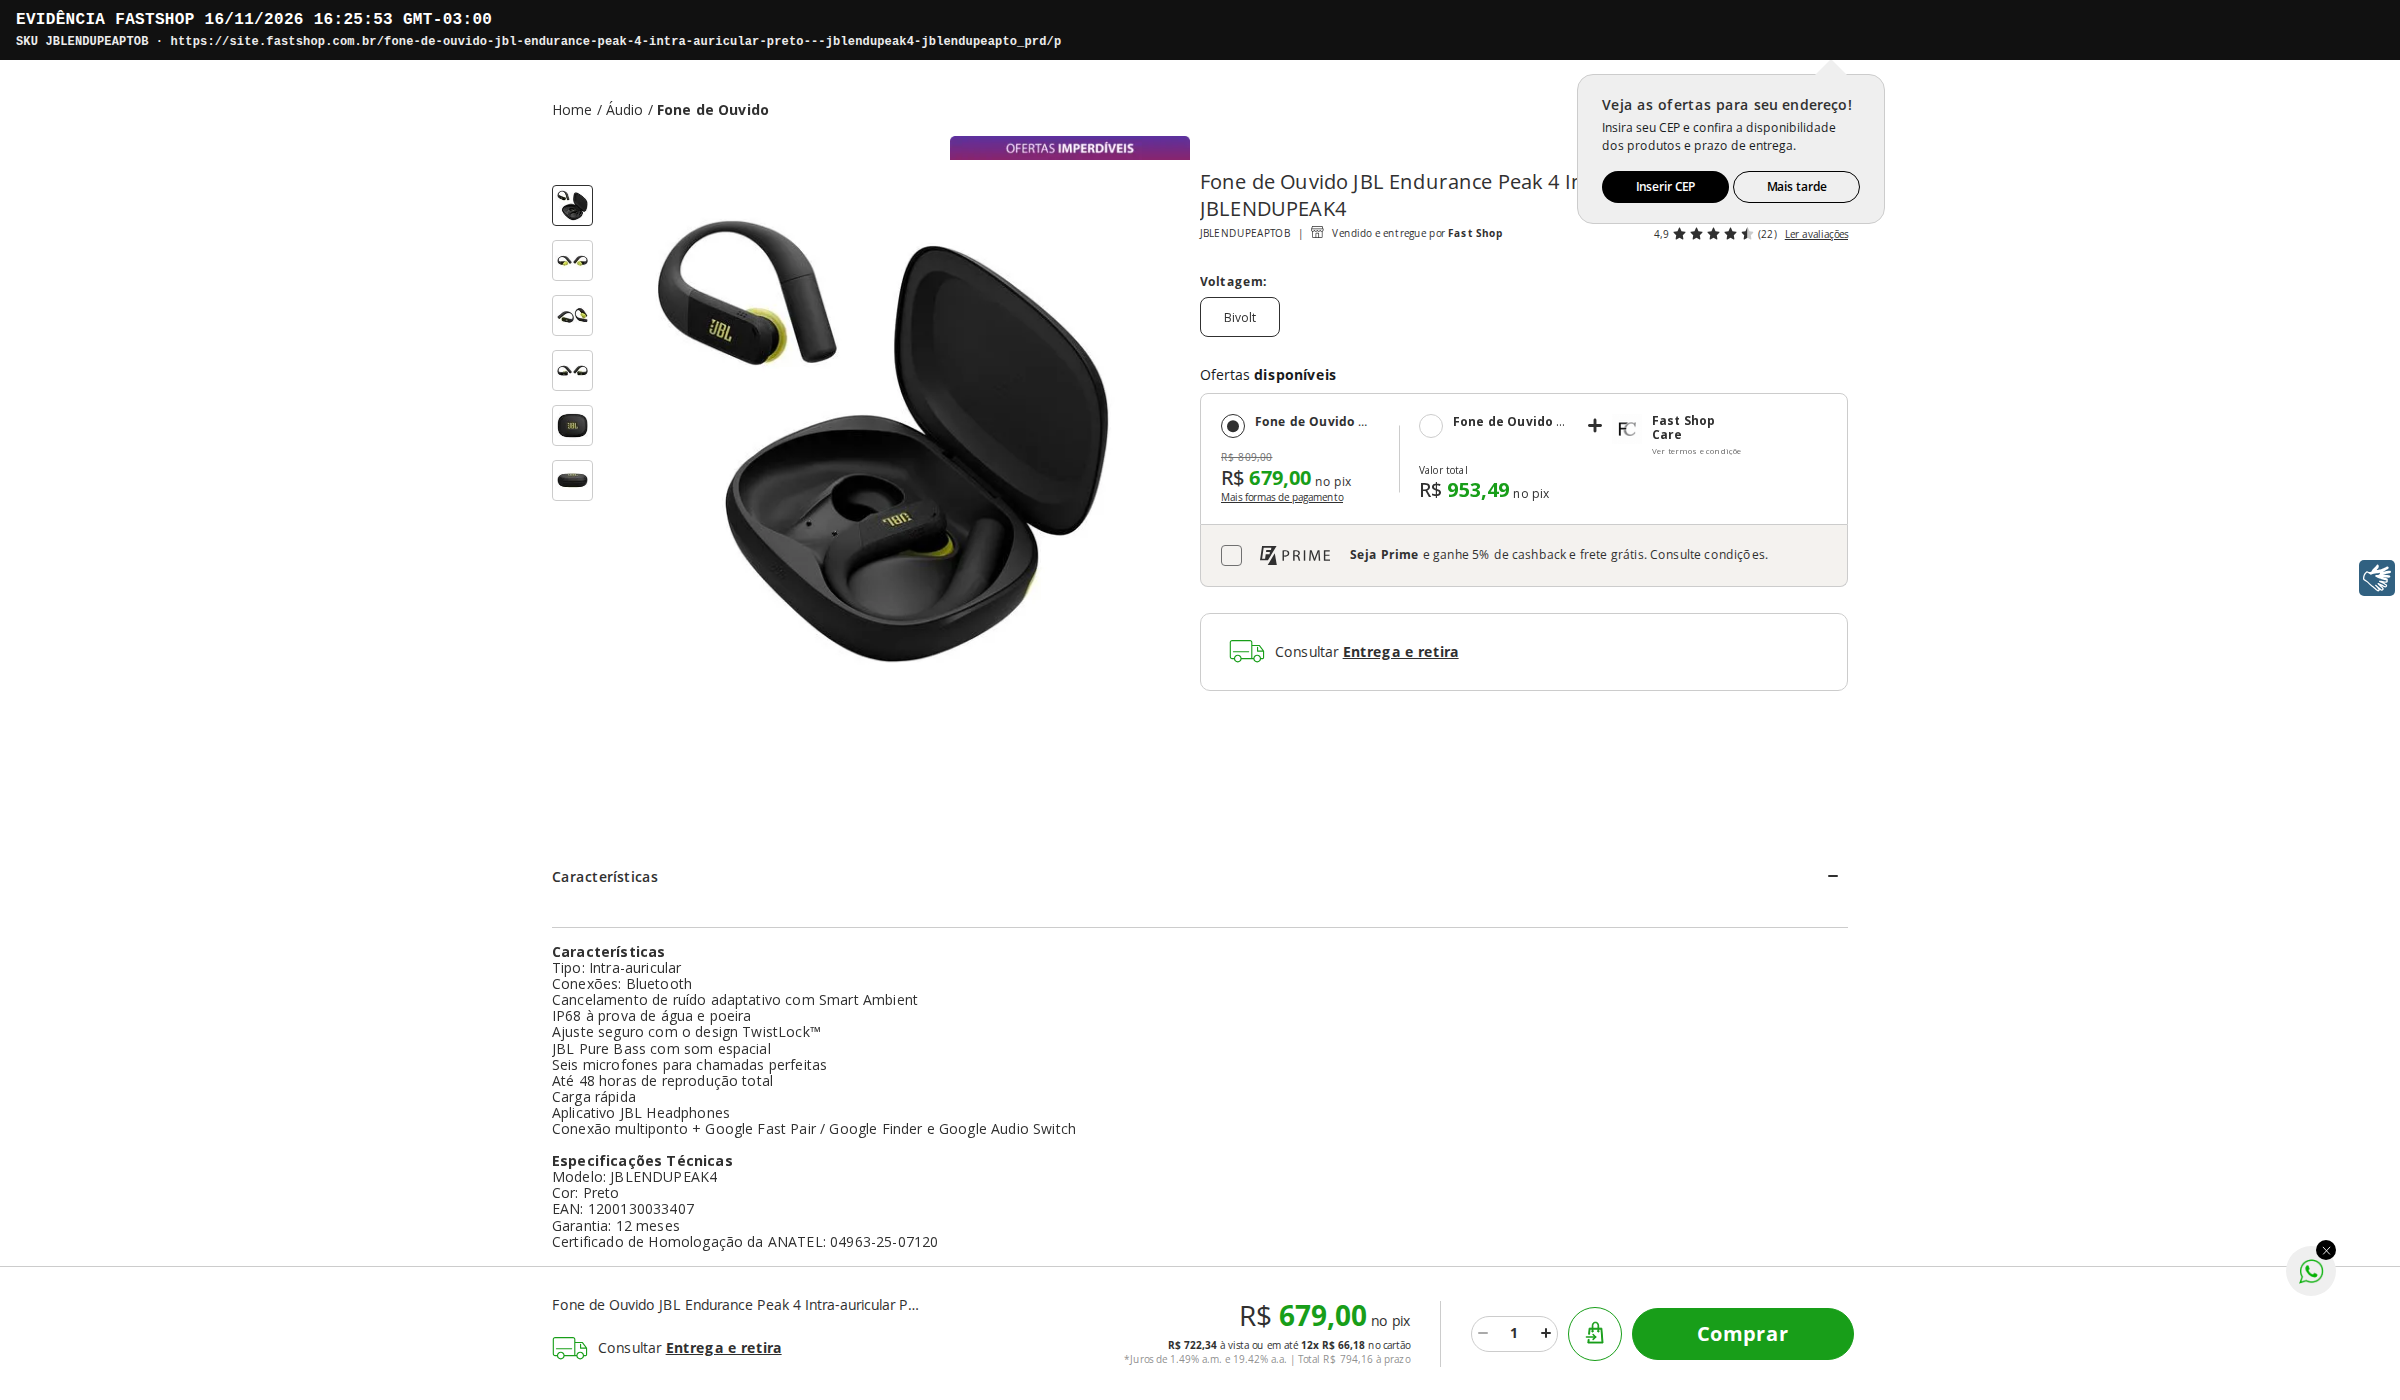 EVIDÊNCIA FASTSHOP 16/11/2026 16:25:53 GMT-03:00
SKU JBLENDUPEAPTOB · https://site.fastshop.com.br/fone-de-ouvido-jbl-endurance-peak-4-intra-auricular-preto---jblendupeak4-jblendupeapto_prd/p
Home / Áudio / Fone de Ouvido
Veja as ofertas para seu endereço!
Insira seu CEP e confira a disponibilidade
dos produtos e prazo de entrega.
Inserir CEP
Mais tarde
OFERTAS IMPERDÍVEIS
Fone de Ouvido JBL Endurance Peak 4
JBLENDUPEAK4
JBLENDUPEAPTOB | Vendido e entregue por Fast Shop
4,9 (22) Ler avaliações
Voltagem:
Bivolt
Ofertas disponíveis
Fone de Ouvido ...
R$ 809,00
R$ 679,00 no pix
Mais formas de pagamento
Fone de Ouvido ...
+
FC
Fast Shop
Care
Ver termos e condiçõe
Valor total
R$ 953,49 no pix
PRIME Seja Prime e ganhe 5% de cashback e frete grátis. Consulte condições.
Consultar Entrega e retira
JBL
JBL
Características
Características
Tipo: Intra-auricular
Conexões: Bluetooth
Cancelamento de ruído adaptativo com Smart Ambient
IP68 à prova de água e poeira
Ajuste seguro com o design TwistLock™
JBL Pure Bass com som espacial
Seis microfones para chamadas perfeitas
Até 48 horas de reprodução total
Carga rápida
Aplicativo JBL Headphones
Conexão multiponto + Google Fast Pair / Google Finder e Google Audio Switch
Especificações Técnicas
Modelo: JBLENDUPEAK4
Cor: Preto
EAN: 1200130033407
Garantia: 12 meses
Certificado de Homologação da ANATEL: 04963-25-07120
Fone de Ouvido JBL Endurance Peak 4 Intra-auricular P...
Consultar Entrega e retira
R$ 679,00 no pix
R$ 722,34 à vista ou em até 12x R$ 66,18 no cartão
*Juros de 1.49% a.m. e 19.42% a.a. | Total R$ 794,16 à prazo
1
Comprar